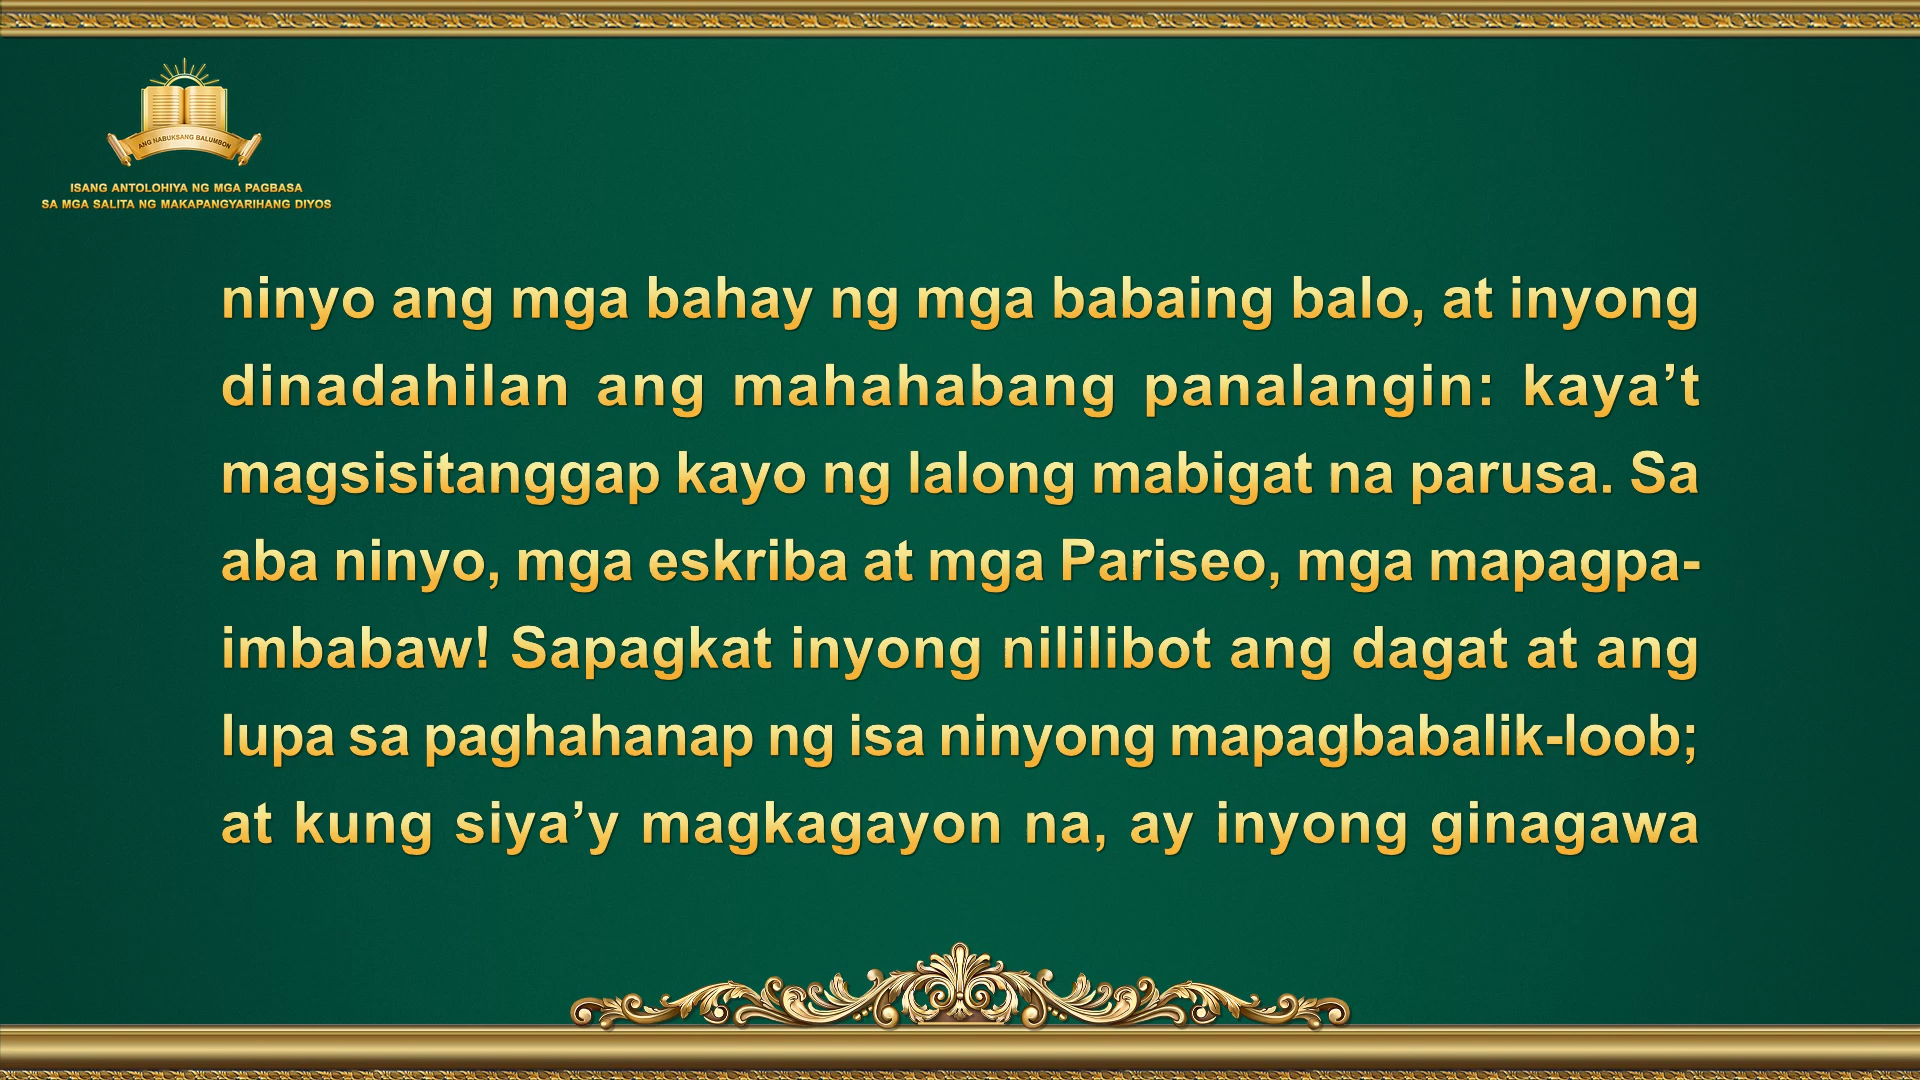 ANG NABUKSANG BALUMBON
ISANG ANTOLOHIYA NG MGA PAGBASA
SA MGA SALITA NG MAKAPANGYARIHANG DIYOS
ninyo ang mga bahay ng mga babaing balo, at inyong
dinadahilan ang mahahabang panalangin: kaya’t
magsisitanggap kayo ng lalong mabigat na parusa. Sa
aba ninyo, mga eskriba at mga Pariseo, mga mapagpa-
imbabaw! Sapagkat inyong nililibot ang dagat at ang
lupa sa paghahanap ng isa ninyong mapagbabalik-loob;
at kung siya’y magkagayon na, ay inyong ginagawa